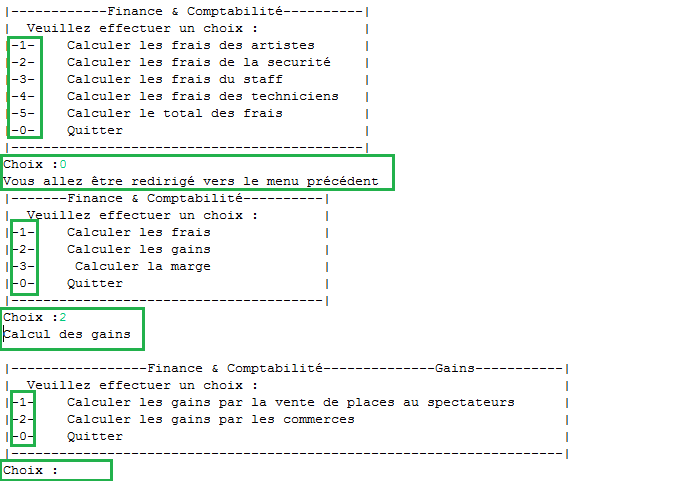 |------------Finance & Comptabilité----------|
|  Veuillez effectuer un choix :             |
|-1-    Calculer les frais des artistes      |
|-2-    Calculer les frais de la securité    |
|-3-    Calculer les frais du staff          |
|-4-    Calculer les frais des techniciens   |
|-5-    Calculer le total des frais          |
|-0-    Quitter                              |
|--------------------------------------------|
Choix :0
Vous allez être redirigé vers le menu précédent
|-------Finance & Comptabilité----------|
|  Veuillez effectuer un choix :        |
|-1-    Calculer les frais              |
|-2-    Calculer les gains              |
|-3-     Calculer la marge              |
|-0-    Quitter                         |
|---------------------------------------|
Choix :2
Calcul des gains
|-----------------Finance & Comptabilité--------------Gains-----------|
|  Veuillez effectuer un choix :                                      |
|-1-    Calculer les gains par la vente de places au spectateurs      |
|-2-    Calculer les gains par les commerces                          |
|-0-    Quitter                                                       |
|---------------------------------------------------------------------|
Choix :